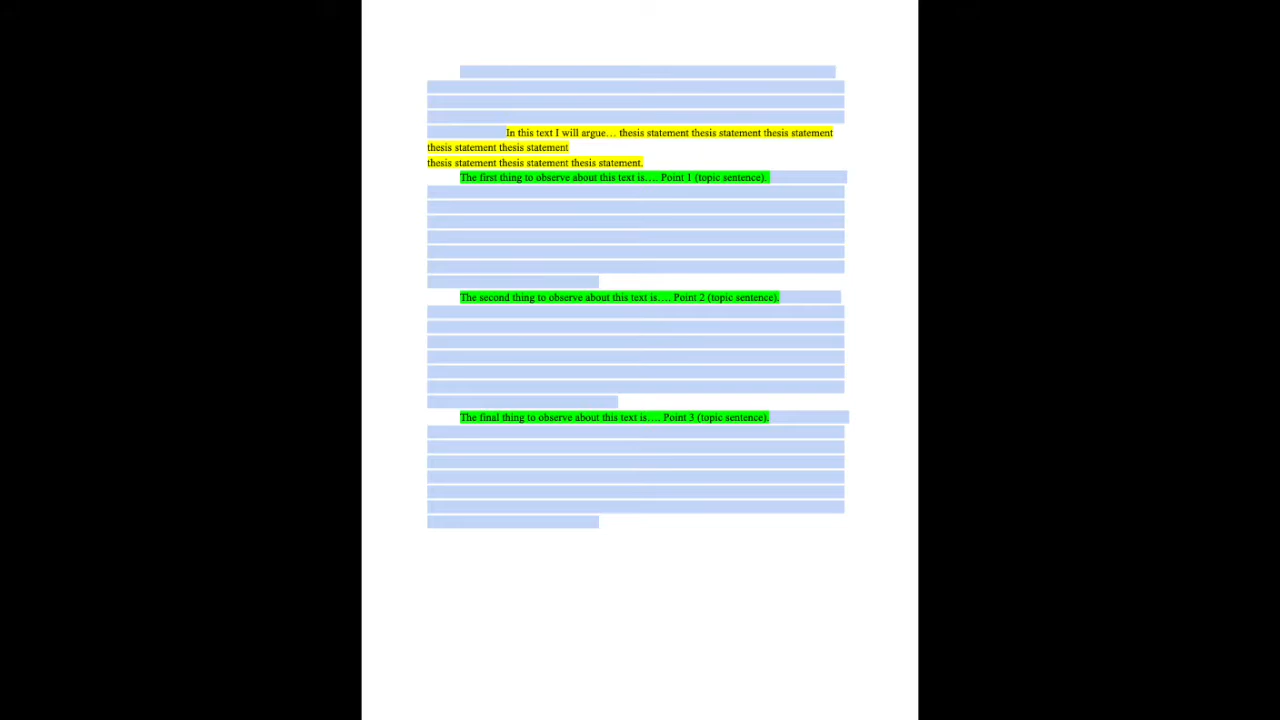 In this text I will argue… thesis statement thesis statement thesis statement
thesis statement thesis statement
thesis statement thesis statement thesis statement.
The first thing to observe about this text is…. Point 1 (topic sentence).
The second thing to observe about this text is…. Point 2 (topic sentence).
The final thing to observe about this text is…. Point 3 (topic sentence).